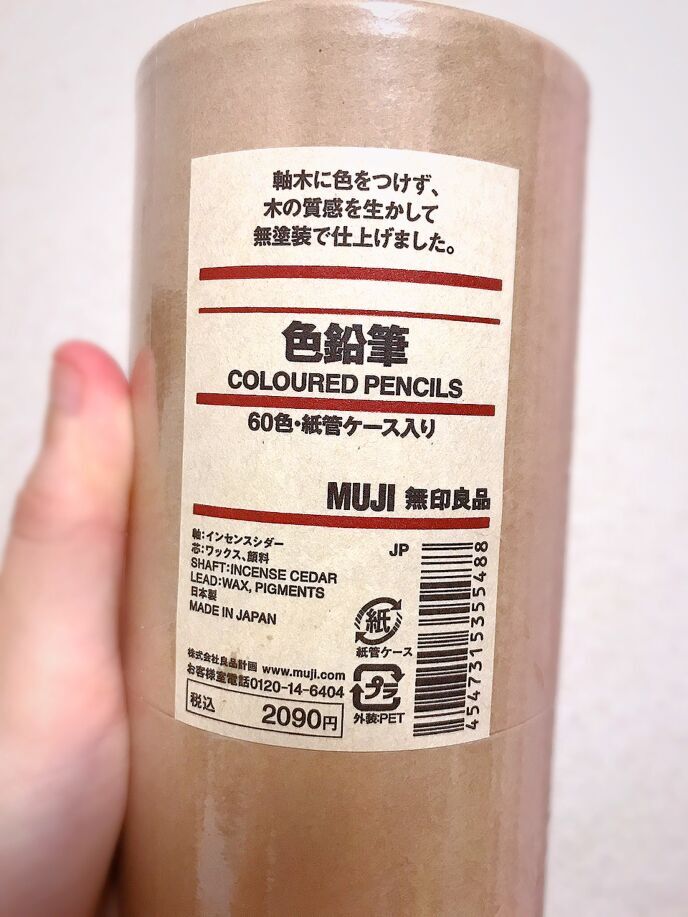 軸木に色をつけず、
木の質感を生かして
無塗装で仕上げました。
色鉛筆
COLOURED PENCILS
60色・紙管ケース入り
MUJI 無印良品
軸:インセンスシダー
芯:ワックス、顔料
SHAFT:INCENSE CEDAR
LEAD:WAX, PIGMENTS
日本製
MADE IN JAPAN
JP
4547315355488
紙
紙管ケース
プラ
外装:PET
株式会社良品計画 www.muji.com
お客様室電話0120-14-6404
税込 2090円